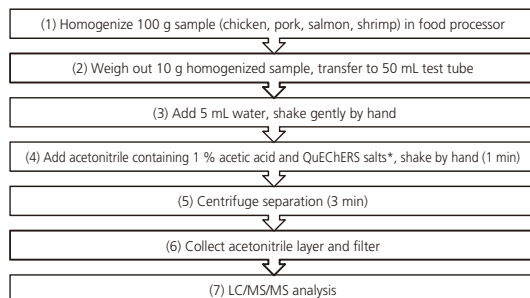 (1) Homogenize 100 g sample (chicken, pork, salmon, shrimp) in food processor
(2) Weigh out 10 g homogenized sample, transfer to 50 mL test tube
(3) Add 5 mL water, shake gently by hand
(4) Add acetonitrile containing 1 % acetic acid and QuEChERS salts*, shake by hand (1 min)
(5) Centrifuge separation (3 min)
(6) Collect acetonitrile layer and filter
(7) LC/MS/MS analysis